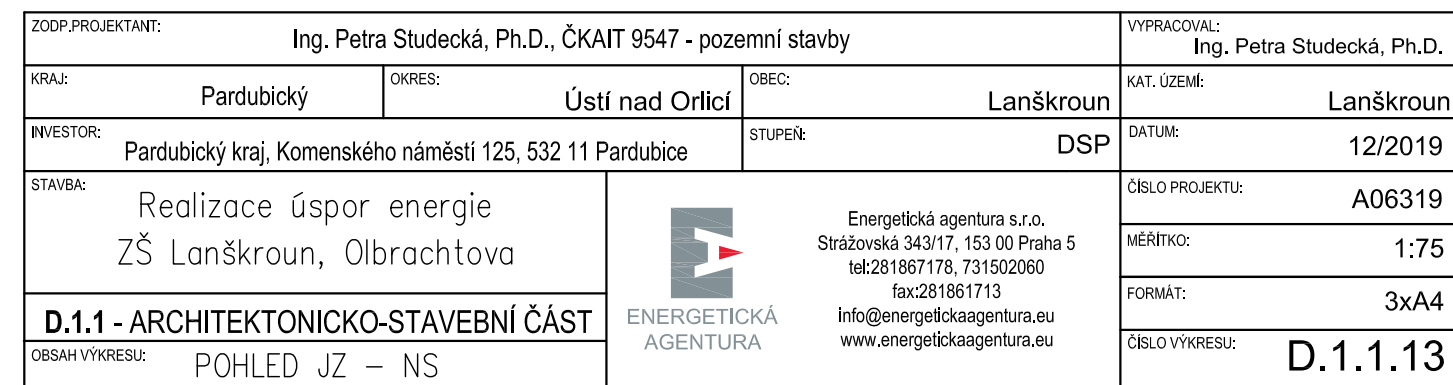 ZODP.PROJEKTANT:
Ing. Petra Studecká, Ph.D., ČKAIT 9547 - pozemní stavby
VYPRACOVAL:
Ing. Petra Studecká, Ph.D.
KRAJ:
Pardubický
OKRES:
Ústí nad Orlicí
OBEC:
Lanškroun
KAT. ÚZEMÍ:
Lanškroun
INVESTOR:
Pardubický kraj, Komenského náměstí 125, 532 11 Pardubice
STUPEŇ:
DSP
DATUM:
12/2019
STAVBA:
Realizace úspor energie
ZŠ Lanškroun, Olbrachtova
D.1.1 - ARCHITEKTONICKO-STAVEBNÍ ČÁST
OBSAH VÝKRESU:
POHLED JZ – NS
ENERGETICKÁ
AGENTURA
Energetická agentura s.r.o.
Strážovská 343/17, 153 00 Praha 5
tel:281867178, 731502060
fax:281861713
info@energetickaagentura.eu
www.energetickaagentura.eu
ČÍSLO PROJEKTU:
A06319
MĚŘÍTKO:
1:75
FORMÁT:
3xA4
ČÍSLO VÝKRESU:
D.1.1.13